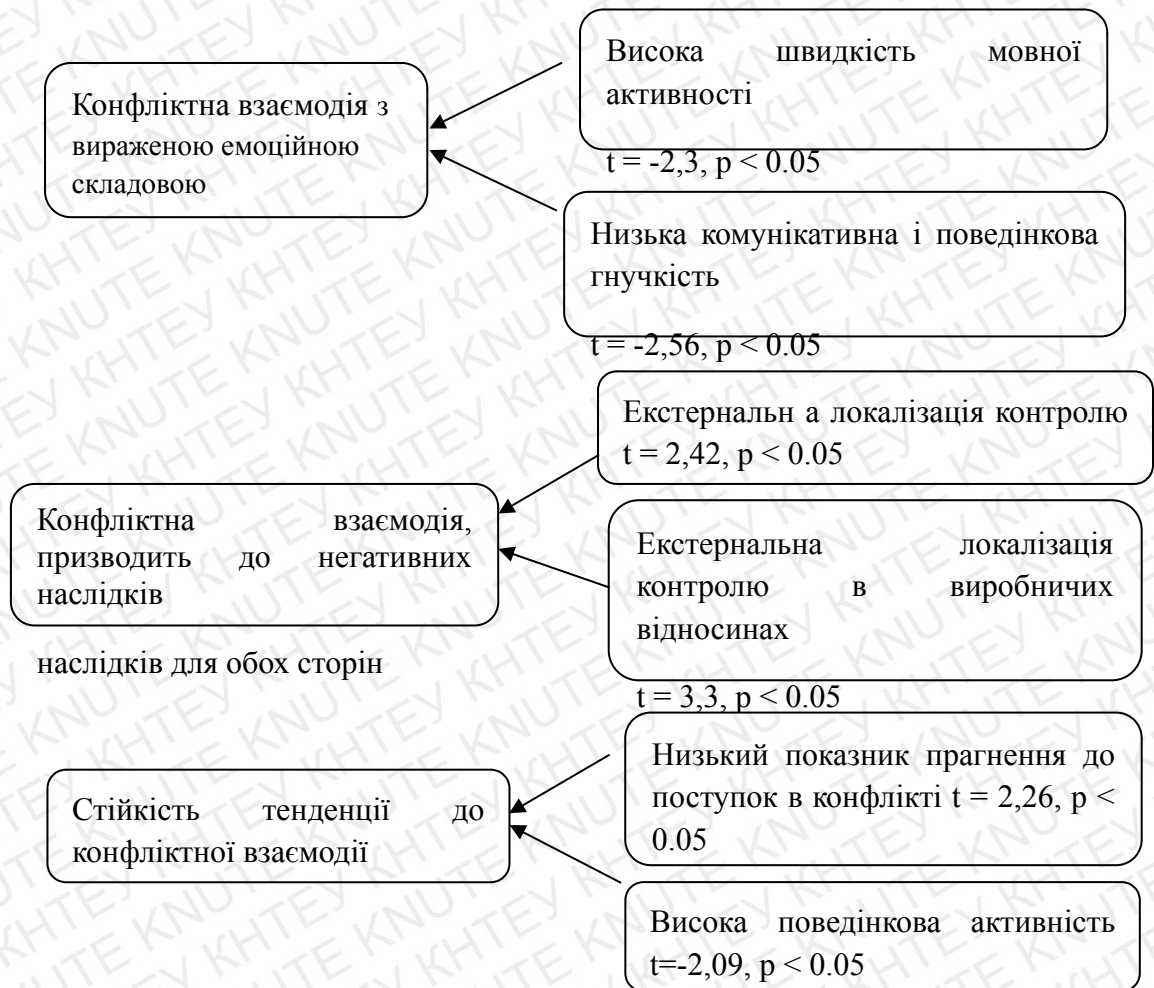 Конфліктна взаємодія з
вираженою емоційною
складовою
Висока швидкість мовної
активності
t = -2,3, p < 0.05
Низька комунікативна і поведінкова
гнучкість
t = -2,56, p < 0.05
Конфліктна взаємодія,
призводить до негативних
наслідків
наслідків для обох сторін
Екстернальн а локалізація контролю
t = 2,42, p < 0.05
Екстернальна локалізація
контролю в виробничих
відносинах
t = 3,3, p < 0.05
Стійкість тенденції до
конфліктної взаємодії
Низький показник прагнення до
поступок в конфлікті t = 2,26, p <
0.05
Висока поведінкова активність
t=-2,09, p < 0.05